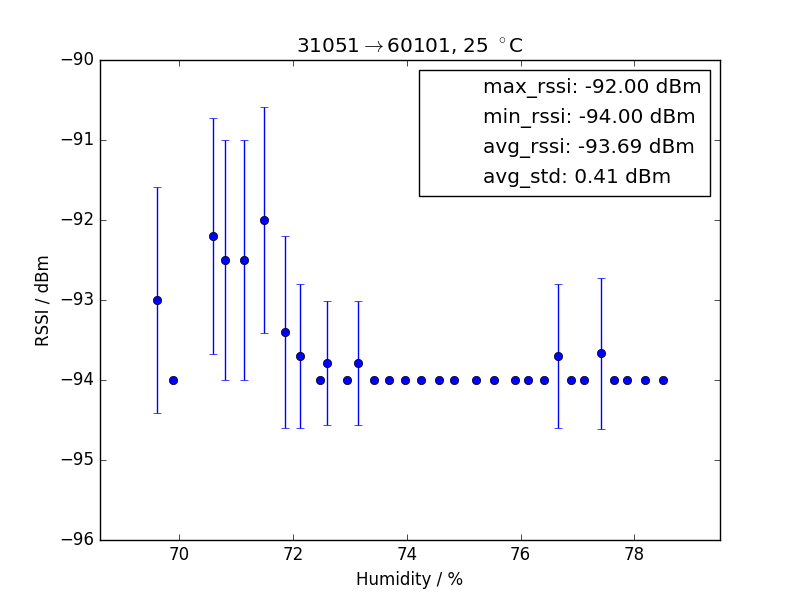 31051→60101, 25 °C
−90
−91
−92
−93
−94
−95
−96
RSSI / dBm
max_rssi: -92.00 dBm
min_rssi: -94.00 dBm
avg_rssi: -93.69 dBm
avg_std: 0.41 dBm
70 72 74 76 78
Humidity / %